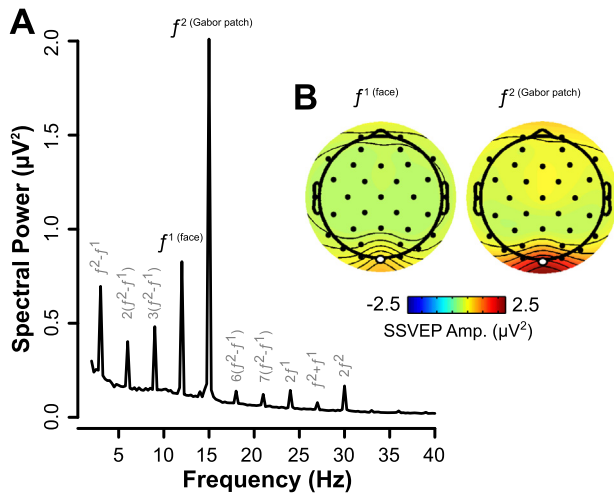 A
f² (Gabor patch)
2.0
1.5
1.0
0.5
0.0
Spectral Power (µV²)
f²-f¹
2(f²-f¹)
3(f²-f¹)
f¹ (face)
6(f²-f¹)
7(f²-f¹)
2f¹
f²+f¹
2f²
5 10 15 20 25 30 35 40
Frequency (Hz)
B
f¹ (face) f² (Gabor patch)
-2.5 2.5
SSVEP Amp. (µV²)